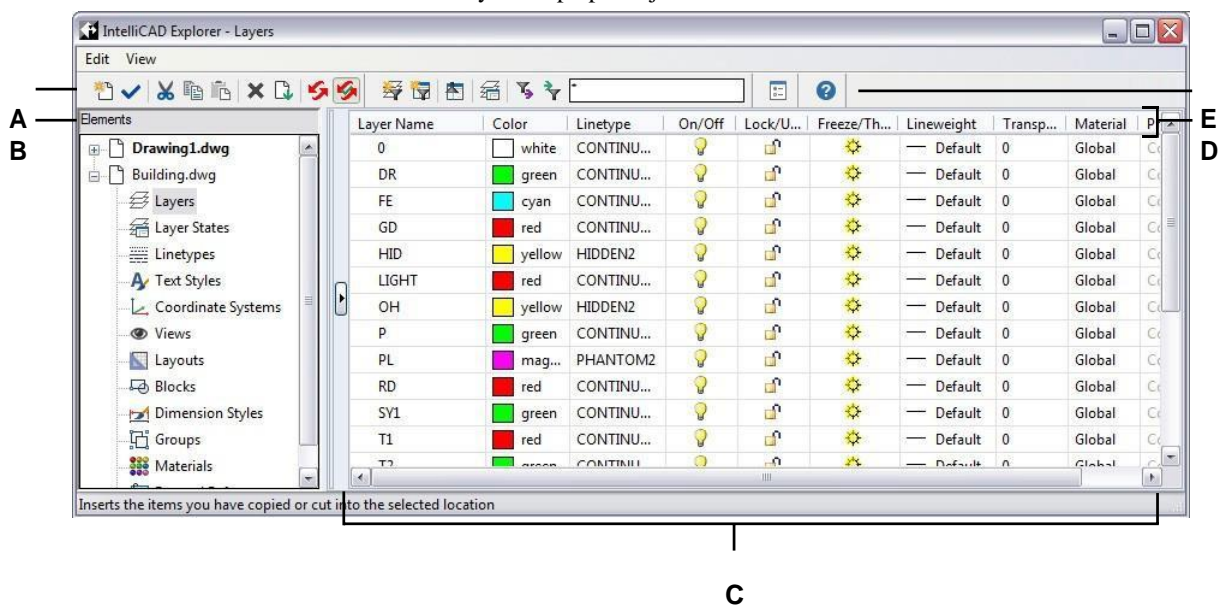 IntelliCAD Explorer - Layers
Edit View
*
A
B
E
D
Elements
Drawing1.dwg
Building.dwg
Layers
Layer States
Linetypes
Text Styles
Coordinate Systems
Views
Layouts
Blocks
Dimension Styles
Groups
Materials
Layer Name Color Linetype On/Off Lock/U... Freeze/Th... Lineweight Transp... Material P
0 white CONTINU... Default 0 Global
DR green CONTINU... Default 0 Global
FE cyan CONTINU... Default 0 Global
GD red CONTINU... Default 0 Global
HID yellow HIDDEN2 Default 0 Global
LIGHT red CONTINU... Default 0 Global
OH yellow HIDDEN2 Default 0 Global
P green CONTINU... Default 0 Global
PL mag... PHANTOM2 Default 0 Global
RD red CONTINU... Default 0 Global
SY1 green CONTINU... Default 0 Global
T1 red CONTINU... Default 0 Global
T2 green CONTINU... Default 0 Global
Inserts the items you have copied or cut into the selected location
C